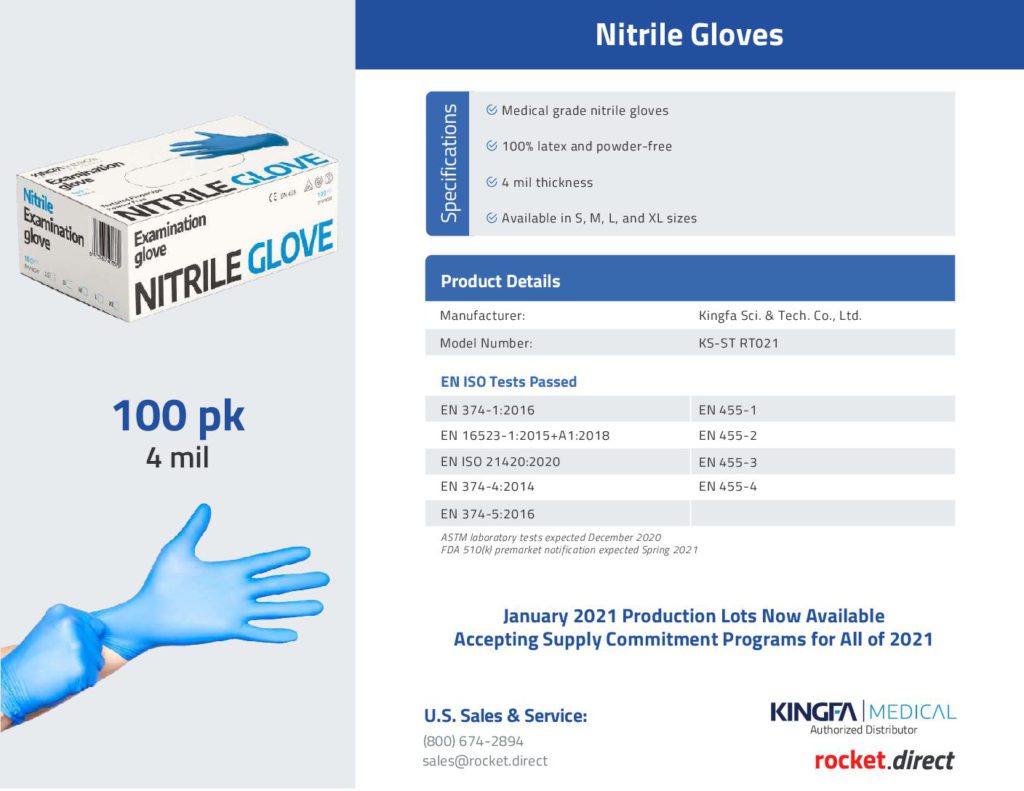 Nitrile Gloves
Specifications
Medical grade nitrile gloves
100% latex and powder-free
4 mil thickness
Available in S, M, L, and XL sizes
KINGFA MEDICAL
Examination
glove
Textured Fingertips
NITRILE GLOVE
Nitrile
Examination
glove
Examination
glove
NITRILE GLOVE
100 pk
4 mil
Product Details
Manufacturer: Kingfa Sci. & Tech. Co., Ltd.
Model Number: KS-ST RT021
EN ISO Tests Passed
EN 374-1:2016 EN 455-1
EN 16523-1:2015+A1:2018 EN 455-2
EN ISO 21420:2020 EN 455-3
EN 374-4:2014 EN 455-4
EN 374-5:2016
ASTM laboratory tests expected December 2020
FDA 510(k) premarket notification expected Spring 2021
January 2021 Production Lots Now Available
Accepting Supply Commitment Programs for All of 2021
U.S. Sales & Service:
(800) 674-2894
sales@rocket.direct
KINGFA | MEDICAL
Authorized Distributor
rocket.direct